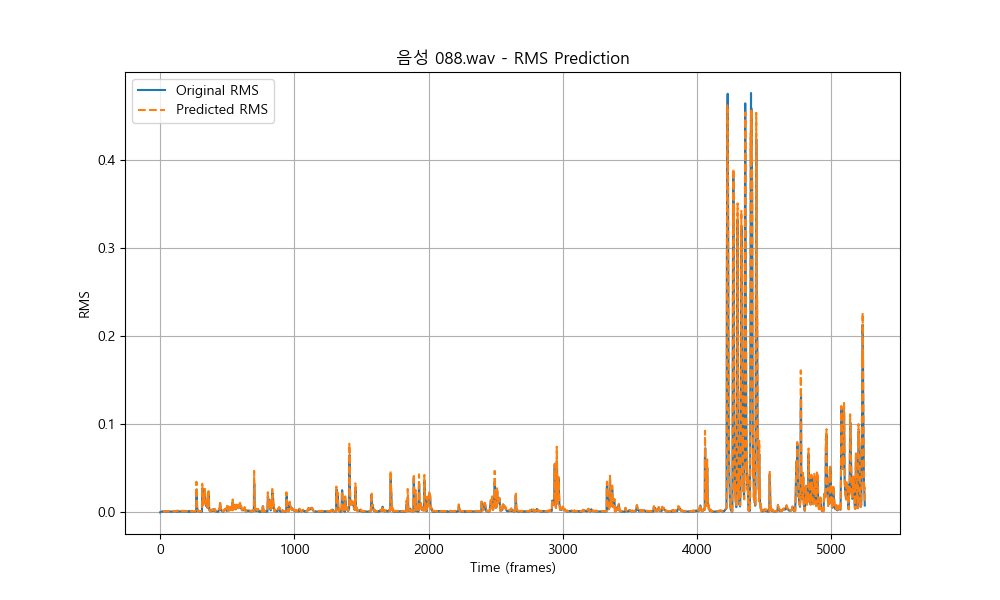 음성 088.wav - RMS Prediction
Original RMS
Predicted RMS
RMS
0.4
0.3
0.2
0.1
0.0
0 1000 2000 3000 4000 5000
Time (frames)